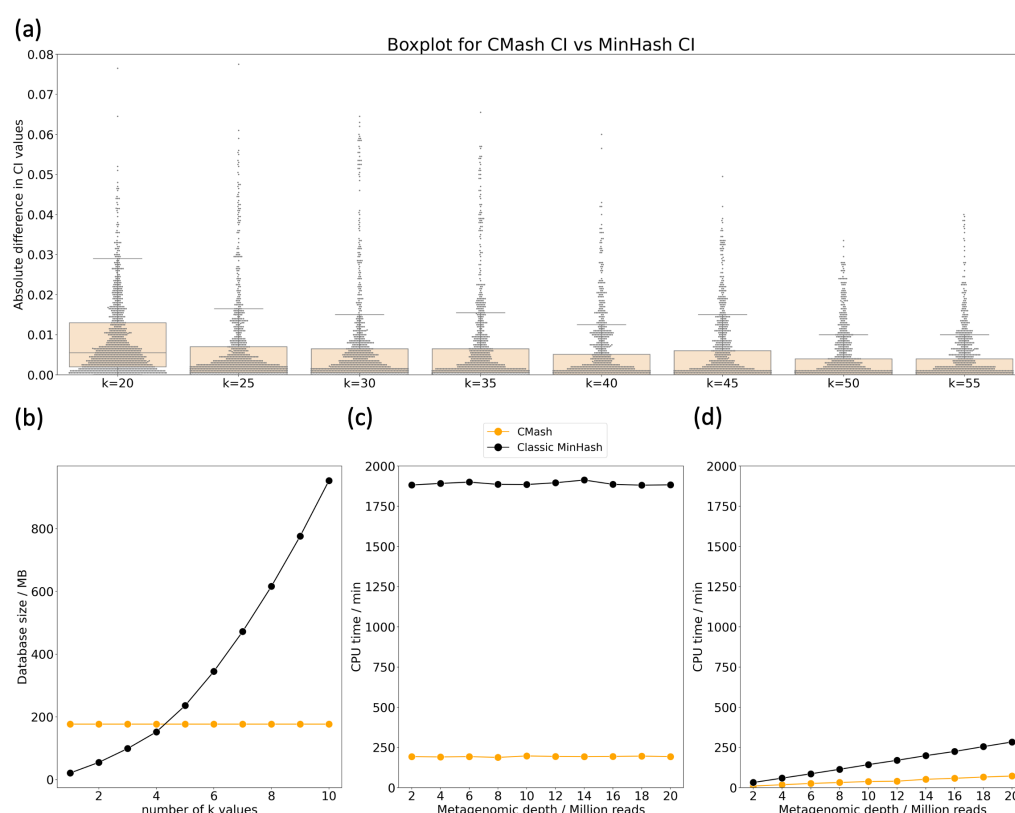 (a)
Boxplot for CMash CI vs MinHash CI
Absolute difference in CI values
0.08
0.07
0.06
0.05
0.04
0.03
0.02
0.01
0.00
k=20 k=25 k=30 k=35 k=40 k=45 k=50 k=55
(b)
Database size / MB
800
600
400
200
0
2 4 6 8 10
number of k values
(c)
CMash
Classic MinHash
CPU time / min
2000
1750
1500
1250
1000
750
500
250
0
2 4 6 8 10 12 14 16 18 20
Metagenomic depth / Million reads
(d)
CPU time / min
2000
1750
1500
1250
1000
750
500
250
0
2 4 6 8 10 12 14 16 18 20
Metagenomic depth / Million reads